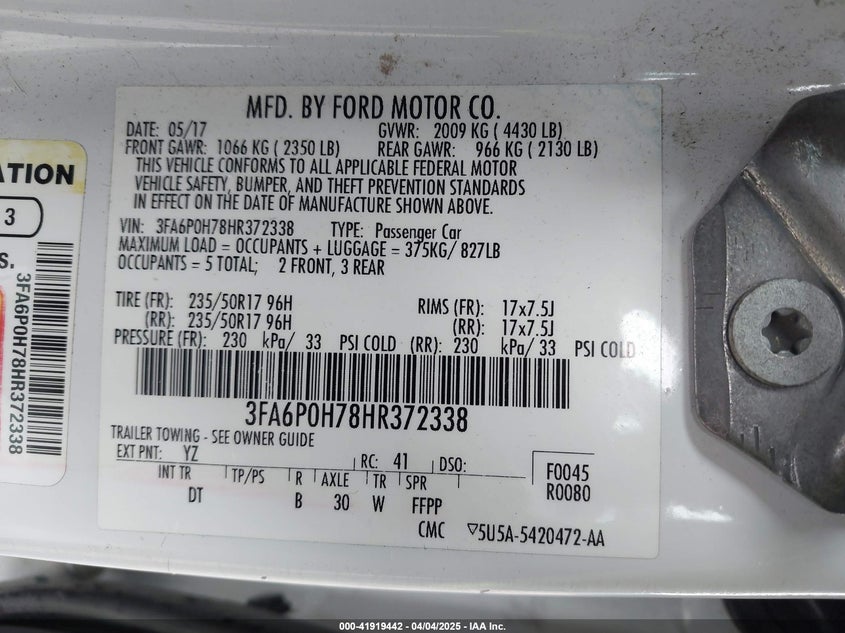 MFD. BY FORD MOTOR CO.
DATE: 05/17 GVWR: 2009 KG ( 4430 LB)
FRONT GAWR: 1066 KG ( 2350 LB) REAR GAWR: 966 KG ( 2130 LB)
THIS VEHICLE CONFORMS TO ALL APPLICABLE FEDERAL MOTOR
VEHICLE SAFETY, BUMPER, AND THEFT PREVENTION STANDARDS
IN EFFECT ON THE DATE OF MANUFACTURE SHOWN ABOVE.
VIN: 3FA6P0H78HR372338 TYPE: Passenger Car
MAXIMUM LOAD = OCCUPANTS + LUGGAGE = 375KG/ 827LB
OCCUPANTS = 5 TOTAL; 2 FRONT, 3 REAR
TIRE (FR): 235/50R17 96H RIMS (FR): 17x7.5J
(RR): 235/50R17 96H (RR): 17x7.5J
PRESSURE (FR): 230 kPa/ 33 PSI COLD (RR): 230 kPa/ 33 PSI COLD
3FA6P0H78HR372338
TRAILER TOWING - SEE OWNER GUIDE
EXT PNT: YZ RC: 41 DSO:
INT TR TP/PS R AXLE TR SPR
DT B 30 W FFPP
F0045
R0080
CMC ▽5U5A-5420472-AA
ATION
3
S.
3FA6P0H78HR372338
000-41919442 - 04/04/2025 - IAA Inc.